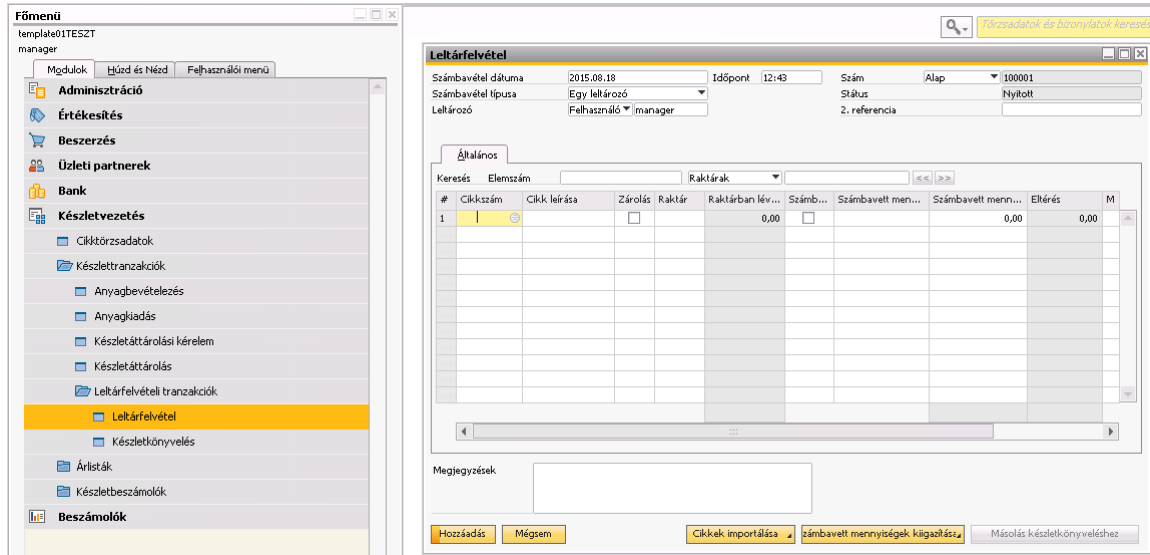 Főmenü
template01TESZT
manager
Modulok Húzd és Nézd Felhasználói menü
Adminisztráció
Értékesítés
Beszerzés
Üzleti partnerek
Bank
Készletvezetés
Cikktörzsadatok
Készlettranzakciók
Anyagbevételezés
Anyagkiadás
Készletáttárolási kérelem
Készletáttárolás
Leltárfelvételi tranzakciók
Leltárfelvétel
Készletkönyvelés
Árlisták
Készletbeszámolók
Beszámolók
Törzsadatok és bizonylatok keresés
Leltárfelvétel
Számbavétel dátuma 2015.08.18 Időpont 12:43 Szám Alap 100001
Számbavétel típusa Egy leltározó Státus Nyitott
Leltározó Felhasználó manager 2. referencia
Általános
Keresés Elemszám Raktárak << >>
# Cikkszám Cikk leírása Zárolás Raktár Raktárban lév... Számb... Számbavett men... Számbavett menn... Eltérés M
1 0,00 0,00 0,00
Megjegyzések
Hozzáadás Mégsem Cikkek importálása zámbavett mennyiségek kiigazítása Másolás készletkönyveléshez